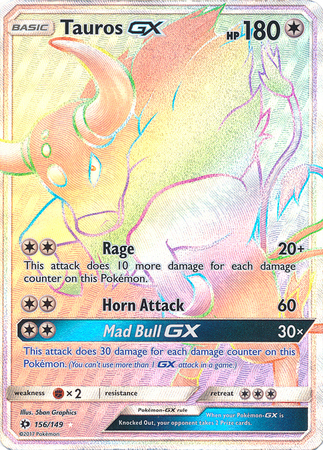 BASIC Tauros GX HP 180
Rage 20+
This attack does 10 more damage for each damage
counter on this Pokémon.
Horn Attack 60
Mad Bull GX 30×
This attack does 30 damage for each damage counter on this
Pokémon. (You can't use more than 1 GX attack in a game.)
weakness ×2 resistance retreat
Illus. 5ban Graphics
156/149
©2017 Pokémon
Pokémon-GX rule
When your Pokémon-GX is
Knocked Out, your opponent takes 2 Prize cards.